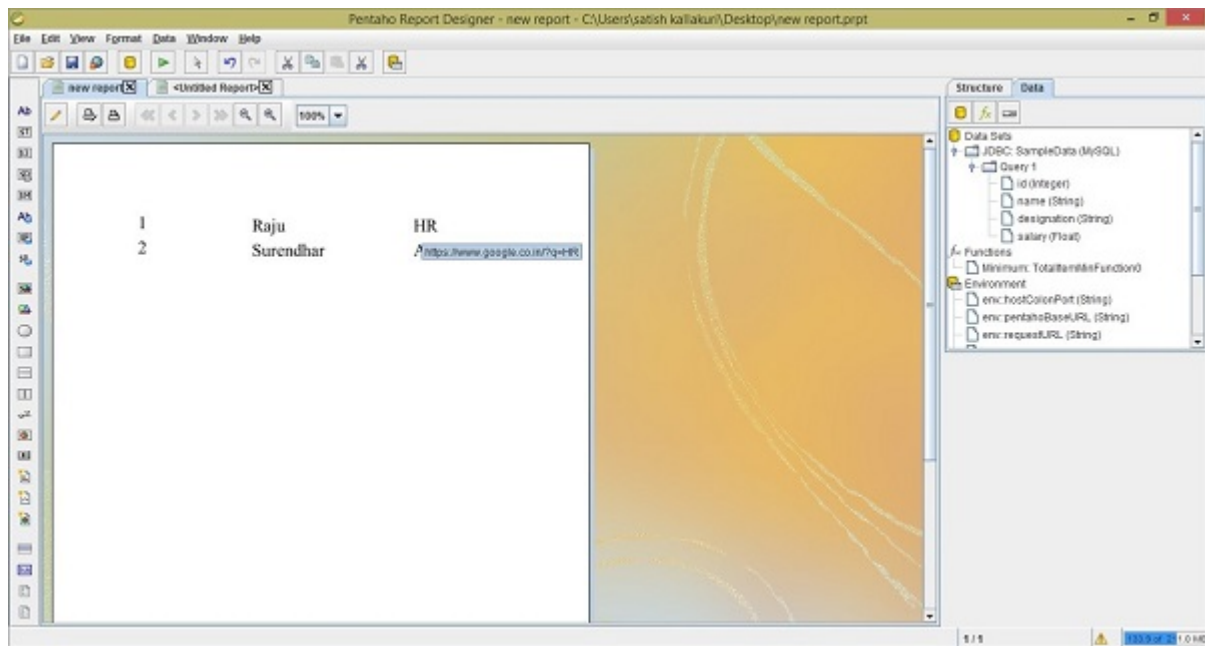 Pentaho Report Designer - new report - C:\Users\satish kallakuri\Desktop\new report.prpt
File Edit View Format Data Window Help
new report
<Untitled Report>
100%
1 Raju HR
2 Surendhar A
https://www.google.co.in/?q=HR
Structure Data
Data Sets
JDBC: SampleData (MySQL)
Query 1
id (Integer)
name (String)
designation (String)
salary (Float)
Functions
Minimum: TotalItemMinFunction0
Environment
env:hostColonPort (String)
env:pentahoBaseURL (String)
env:requestURL (String)
1 / 1